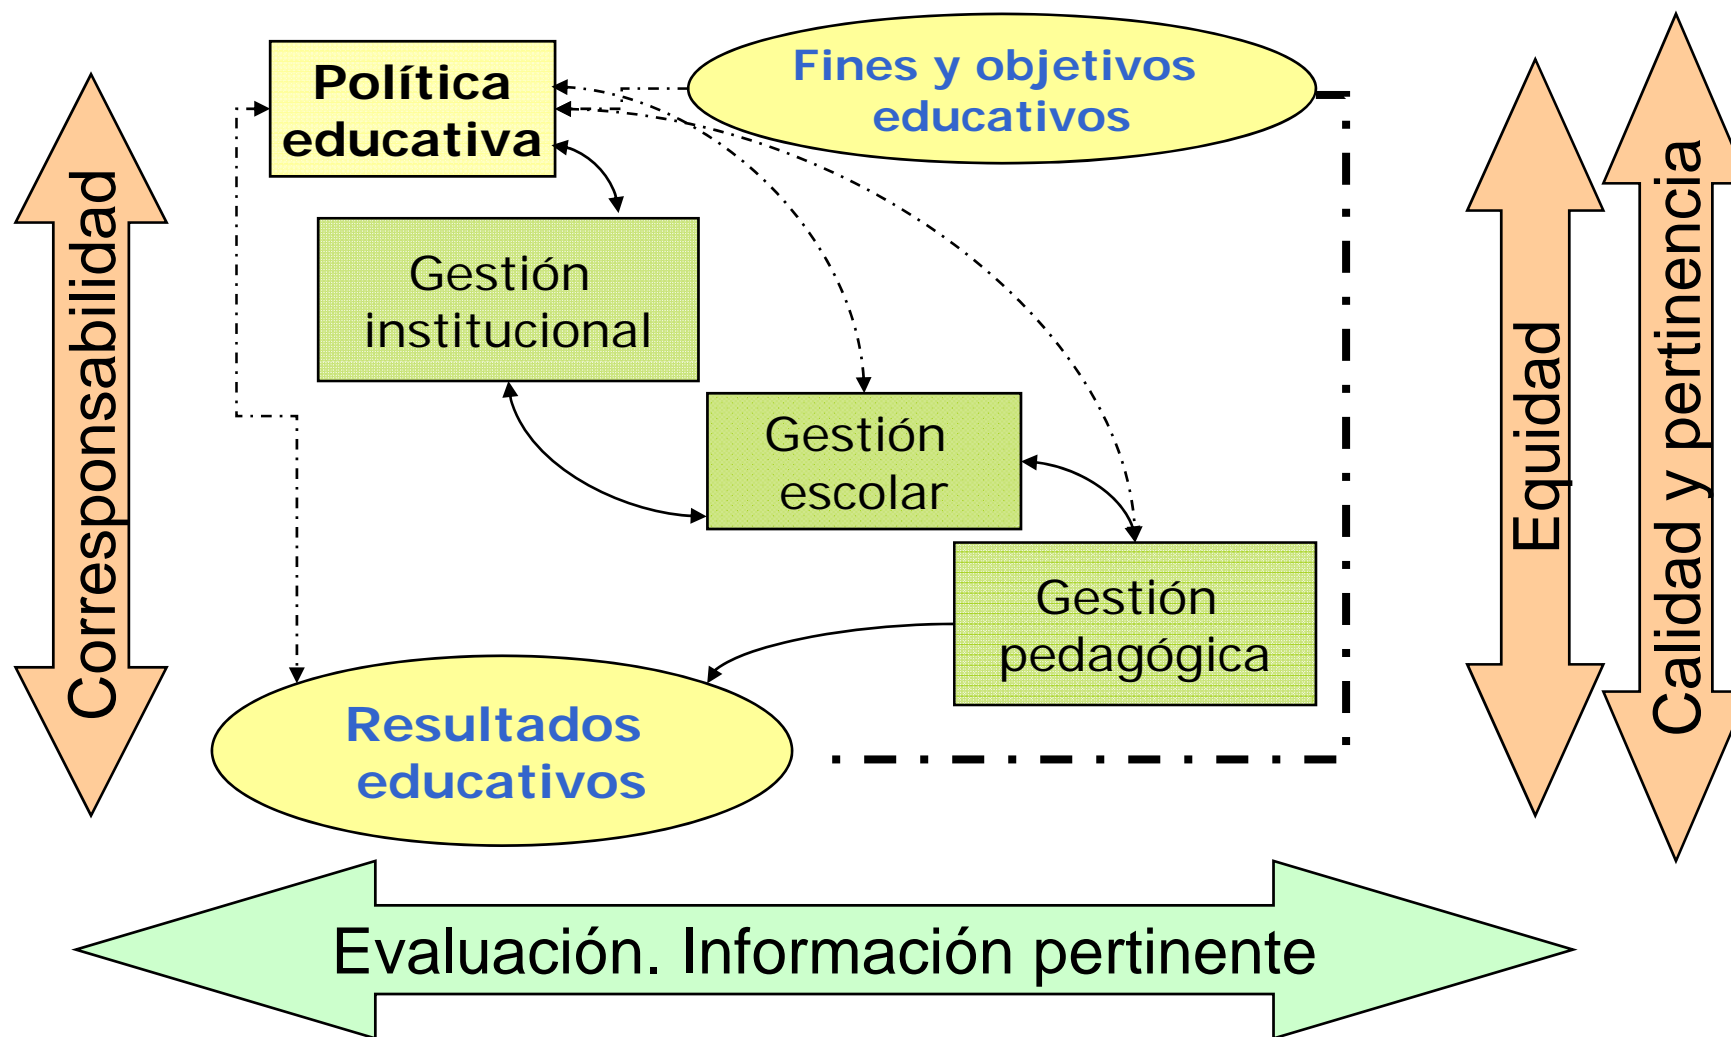 Política
educativa
Fines y objetivos
educativos
Gestión
institucional
Gestión
escolar
Gestión
pedagógica
Resultados
educativos
Corresponsabilidad
Equidad
Calidad y pertinencia
Evaluación. Información pertinente